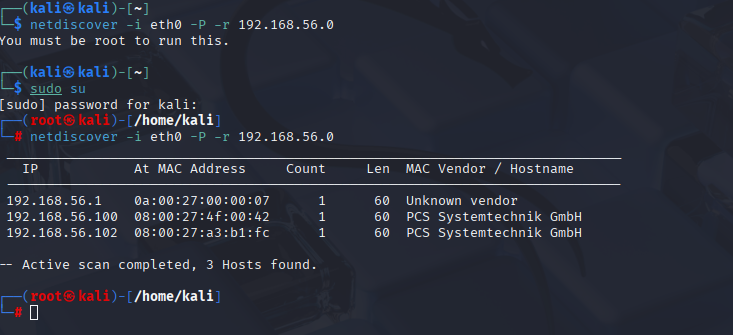 ┌──(kali㉿kali)-[~]
└─$ netdiscover -i eth0 -P -r 192.168.56.0
You must be root to run this.
┌──(kali㉿kali)-[~]
└─$ sudo su
[sudo] password for kali:
┌──(root㉿kali)-[/home/kali]
└─# netdiscover -i eth0 -P -r 192.168.56.0
IP At MAC Address Count Len MAC Vendor / Hostname
192.168.56.1 0a:00:27:00:00:07 1 60 Unknown vendor
192.168.56.100 08:00:27:4f:00:42 1 60 PCS Systemtechnik GmbH
192.168.56.102 08:00:27:a3:b1:fc 1 60 PCS Systemtechnik GmbH
-- Active scan completed, 3 Hosts found.
┌──(root㉿kali)-[/home/kali]
└─#